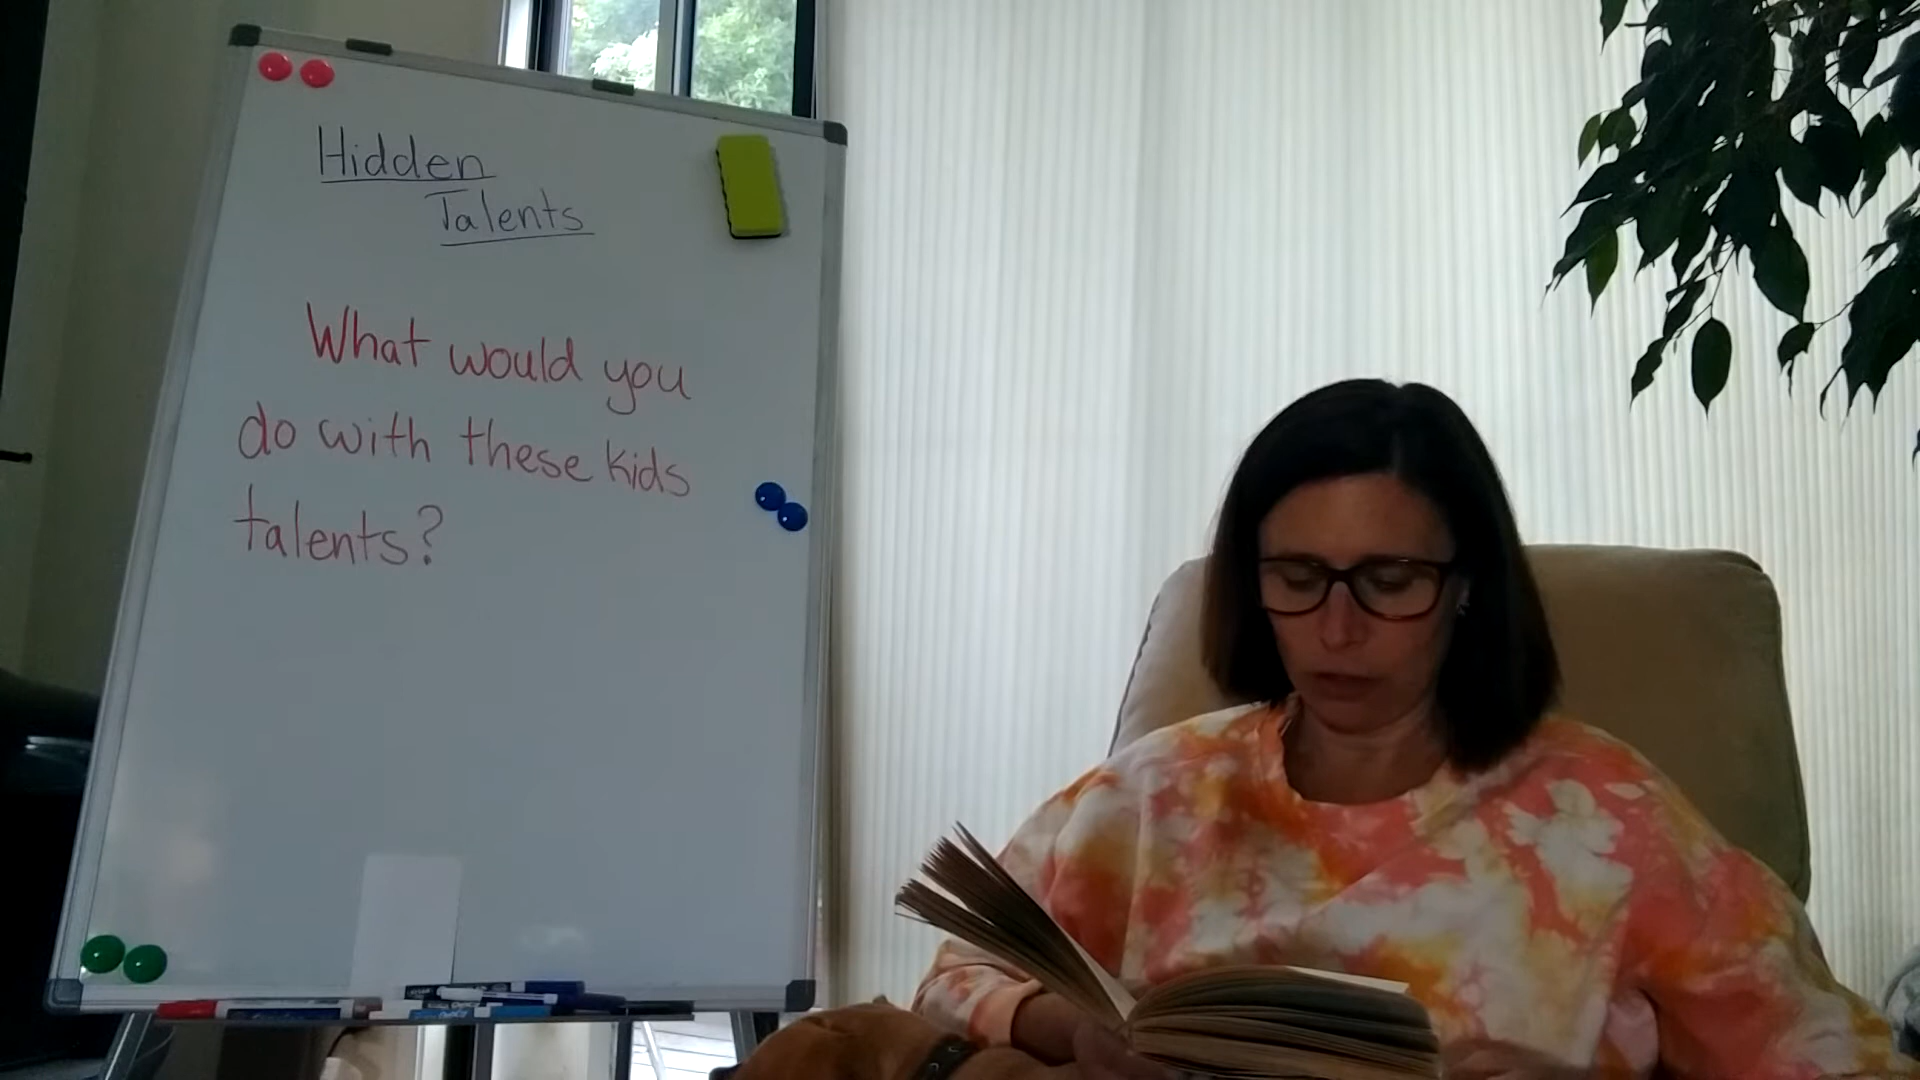 Hidden
Talents
What would you
do with these kids
talents?